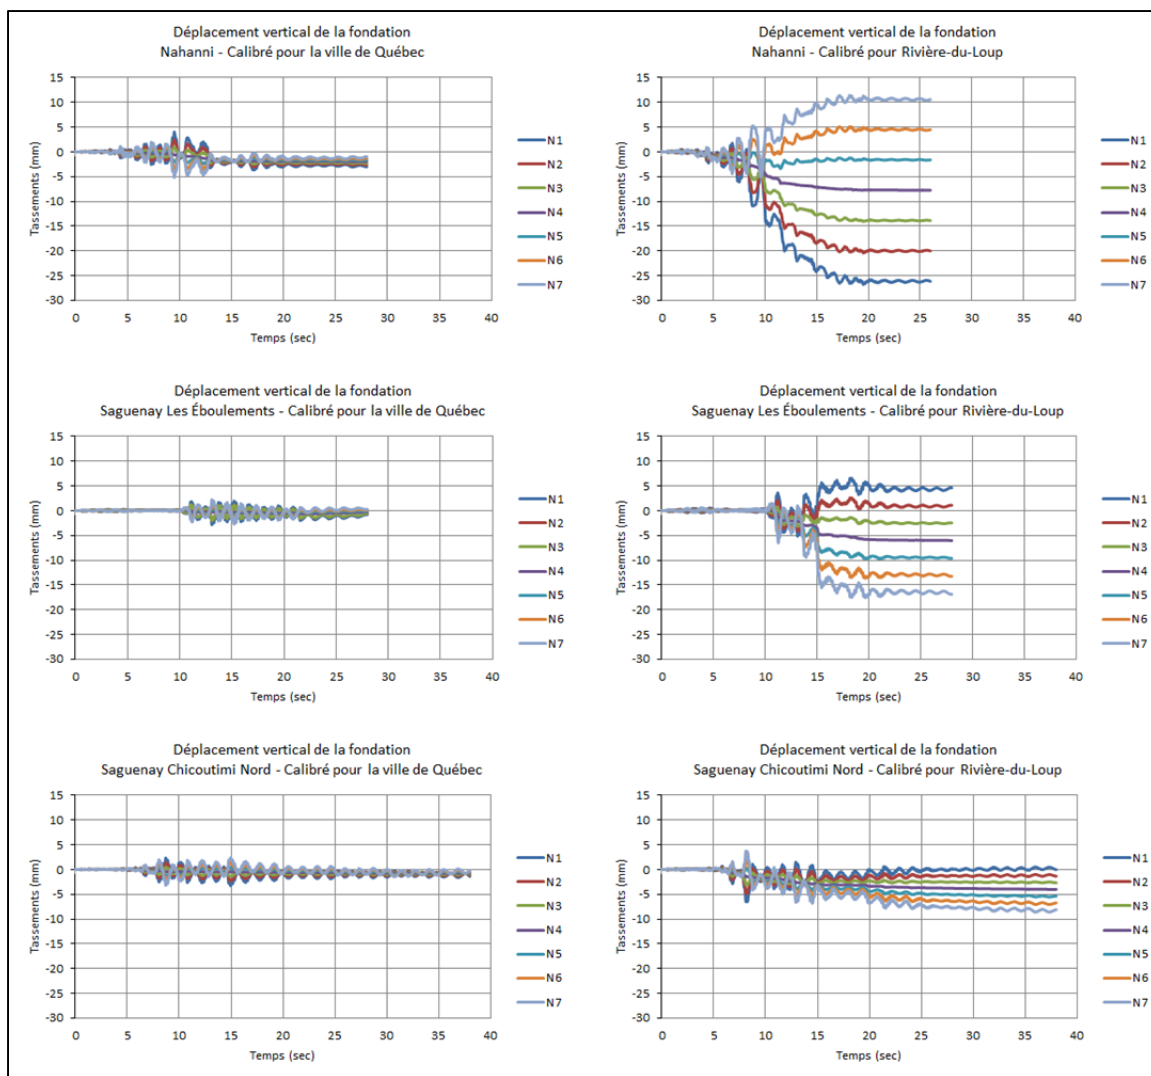 Déplacement vertical de la fondation
Nahanni - Calibré pour la ville de Québec
15
10
5
0
-5
-10
-15
-20
-25
-30
Tassements (mm)
0 5 10 15 20 25 30 35 40
Temps (sec)
N1
N2
N3
N4
N5
N6
N7
Déplacement vertical de la fondation
Nahanni - Calibré pour Rivière-du-Loup
15
10
5
0
-5
-10
-15
-20
-25
-30
Tassements (mm)
0 5 10 15 20 25 30 35 40
Temps (sec)
N1
N2
N3
N4
N5
N6
N7
Déplacement vertical de la fondation
Saguenay Les Éboulements - Calibré pour la ville de Québec
15
10
5
0
-5
-10
-15
-20
-25
-30
Tassements (mm)
0 5 10 15 20 25 30 35 40
Temps (sec)
N1
N2
N3
N4
N5
N6
N7
Déplacement vertical de la fondation
Saguenay Les Éboulements - Calibré pour Rivière-du-Loup
15
10
5
0
-5
-10
-15
-20
-25
-30
Tassements (mm)
0 5 10 15 20 25 30 35 40
Temps (sec)
N1
N2
N3
N4
N5
N6
N7
Déplacement vertical de la fondation
Saguenay Chicoutimi Nord - Calibré pour la ville de Québec
15
10
5
0
-5
-10
-15
-20
-25
-30
Tassements (mm)
0 5 10 15 20 25 30 35 40
Temps (sec)
N1
N2
N3
N4
N5
N6
N7
Déplacement vertical de la fondation
Saguenay Chicoutimi Nord - Calibré pour Rivière-du-Loup
15
10
5
0
-5
-10
-15
-20
-25
-30
Tassements (mm)
0 5 10 15 20 25 30 35 40
Temps (sec)
N1
N2
N3
N4
N5
N6
N7